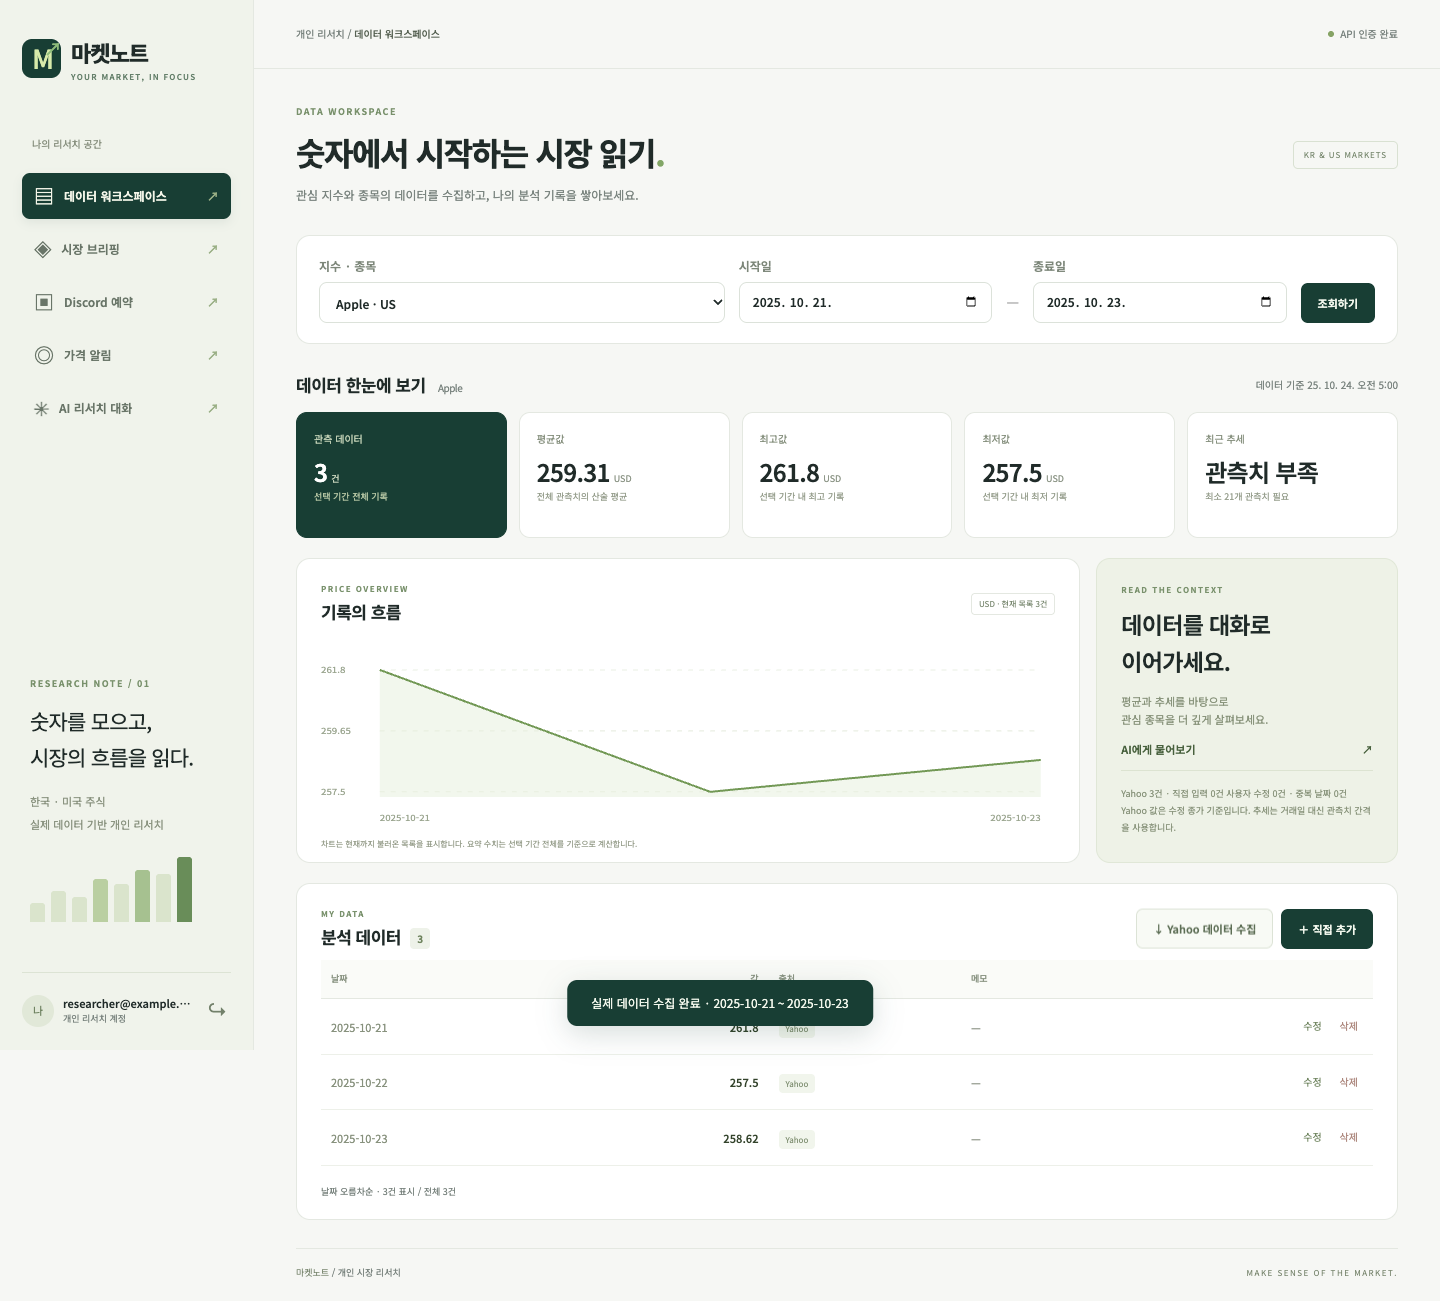 마켓노트
YOUR MARKET, IN FOCUS
나의 리서치 공간
데이터 워크스페이스 ↗
시장 브리핑 ↗
Discord 예약 ↗
가격 알림 ↗
AI 리서치 대화 ↗
RESEARCH NOTE / 01
숫자를 모으고,
시장의 흐름을 읽다.
한국 · 미국 주식
실제 데이터 기반 개인 리서치
나
researcher@example.…
개인 리서치 계정
개인 리서치 / 데이터 워크스페이스
API 인증 완료
DATA WORKSPACE
숫자에서 시작하는 시장 읽기.
KR & US MARKETS
관심 지수와 종목의 데이터를 수집하고, 나의 분석 기록을 쌓아보세요.
지수 · 종목 시작일 종료일
Apple · US 2025. 10. 21. — 2025. 10. 23. 조회하기
데이터 한눈에 보기 Apple
데이터 기준 25. 10. 24. 오전 5:00
관측 데이터
3 건
선택 기간 전체 기록
평균값
259.31 USD
전체 관측치의 산술 평균
최고값
261.8 USD
선택 기간 내 최고 기록
최저값
257.5 USD
선택 기간 내 최저 기록
최근 추세
관측치 부족
최소 21개 관측치 필요
PRICE OVERVIEW
기록의 흐름
USD · 현재 목록 3건
261.8
259.65
257.5
2025-10-21 2025-10-23
차트는 현재까지 불러온 목록을 표시합니다. 요약 수치는 선택 기간 전체를 기준으로 계산합니다.
READ THE CONTEXT
데이터를 대화로
이어가세요.
평균과 추세를 바탕으로
관심 종목을 더 깊게 살펴보세요.
AI에게 물어보기 ↗
Yahoo 3건 · 직접 입력 0건 사용자 수정 0건 · 중복 날짜 0건
Yahoo 값은 수정 종가 기준입니다. 추세는 거래일 대신 관측치 간격
을 사용합니다.
MY DATA
분석 데이터 3
↓ Yahoo 데이터 수집
+ 직접 추가
날짜 값 출처 메모
실제 데이터 수집 완료 · 2025-10-21 ~ 2025-10-23
2025-10-21 261.8 Yahoo — 수정 삭제
2025-10-22 257.5 Yahoo — 수정 삭제
2025-10-23 258.62 Yahoo — 수정 삭제
날짜 오름차순 · 3건 표시 / 전체 3건
마켓노트 / 개인 시장 리서치
MAKE SENSE OF THE MARKET.